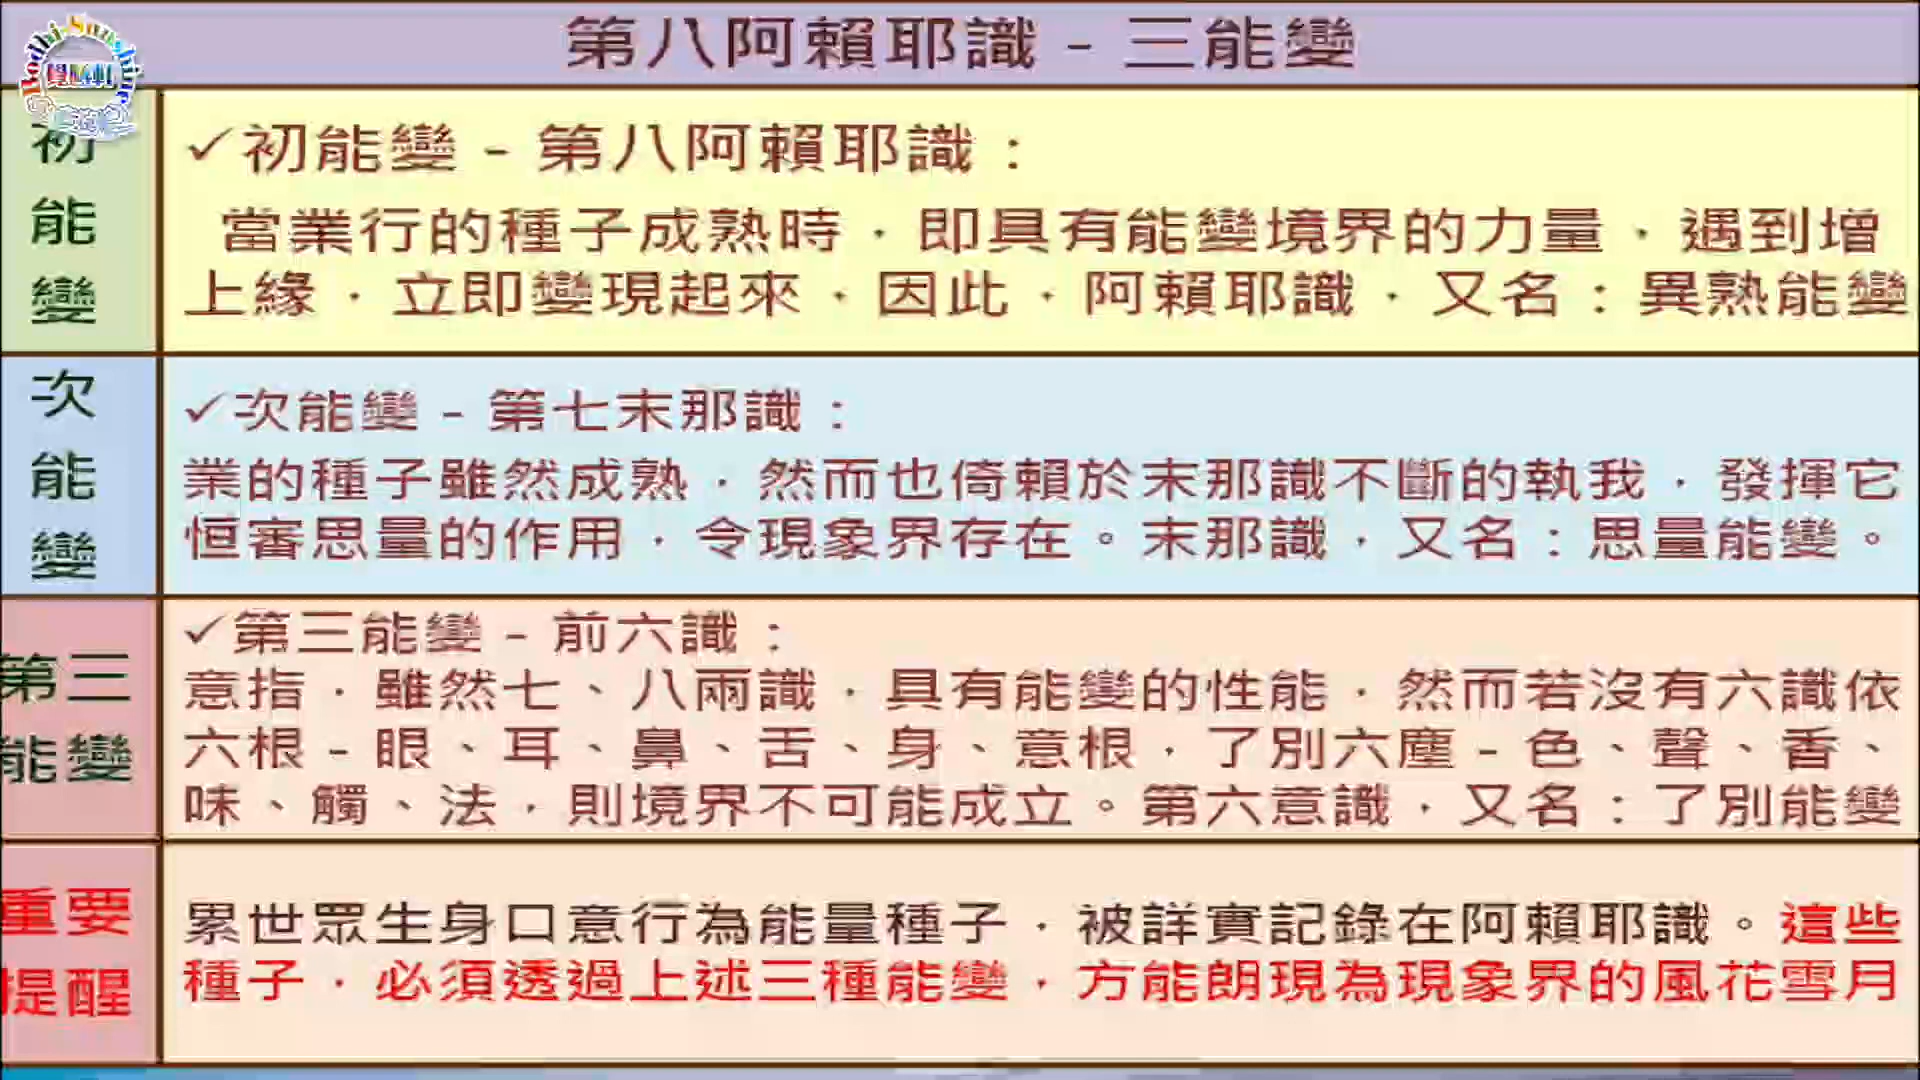 Bodhi-Sunshine
覺風軒
第八阿賴耶識 - 三能變
初能變
✓初能變 - 第八阿賴耶識：
當業行的種子成熟時，即具有能變境界的力量，遇到增
上緣，立即變現起來，因此，阿賴耶識，又名：異熟能變
次能變
✓次能變 - 第七末那識：
業的種子雖然成熟，然而也倚賴於末那識不斷的執我，發揮它
恒審思量的作用，令現象界存在。末那識，又名：思量能變。
第三
能變
✓第三能變 - 前六識：
意指，雖然七、八兩識，具有能變的性能，然而若沒有六識依
六根 - 眼、耳、鼻、舌、身、意根，了別六塵 - 色、聲、香、
味、觸、法，則境界不可能成立。第六意識，又名：了別能變
重要
提醒
累世眾生身口意行為能量種子，被詳實記錄在阿賴耶識。這些
種子，必須透過上述三種能變，方能朗現為現象界的風花雪月